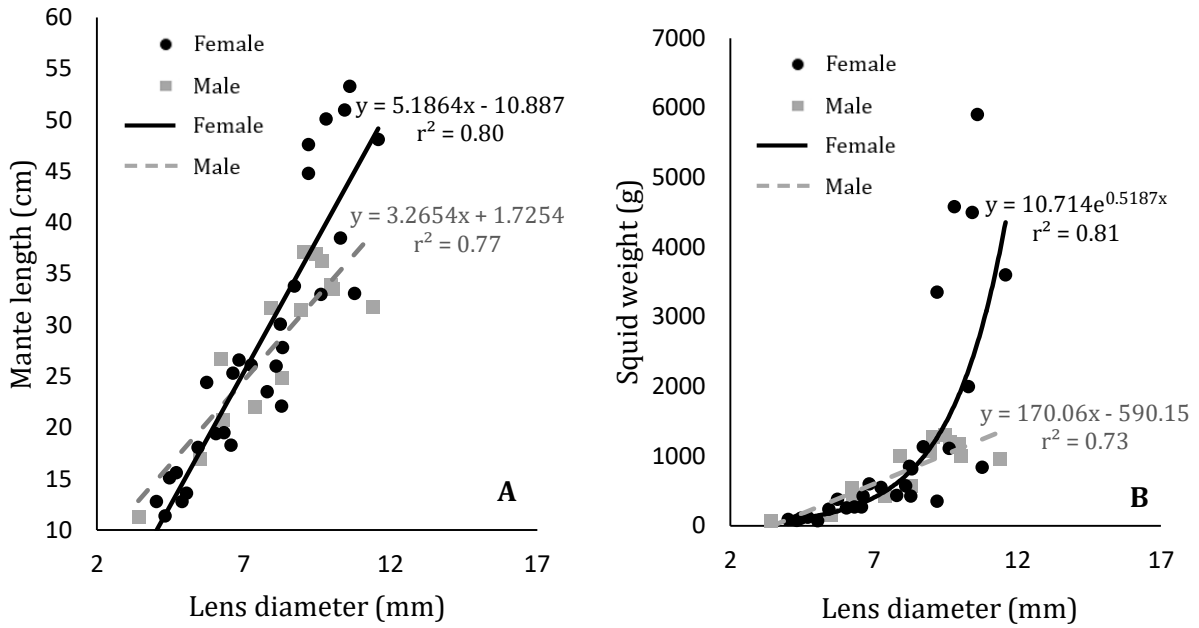 Mante length (cm)
60
55
50
45
40
35
30
25
20
15
10
Female
Male
Female
Male
y = 5.1864x - 10.887
r² = 0.80
y = 3.2654x + 1.7254
r² = 0.77
A
2
7
12
17
Lens diameter (mm)
Squid weight (g)
7000
6000
5000
4000
3000
2000
1000
0
Female
Male
Female
Male
y = 10.714e^0.5187x
r² = 0.81
y = 170.06x - 590.15
r² = 0.73
B
2
7
12
17
Lens diameter (mm)